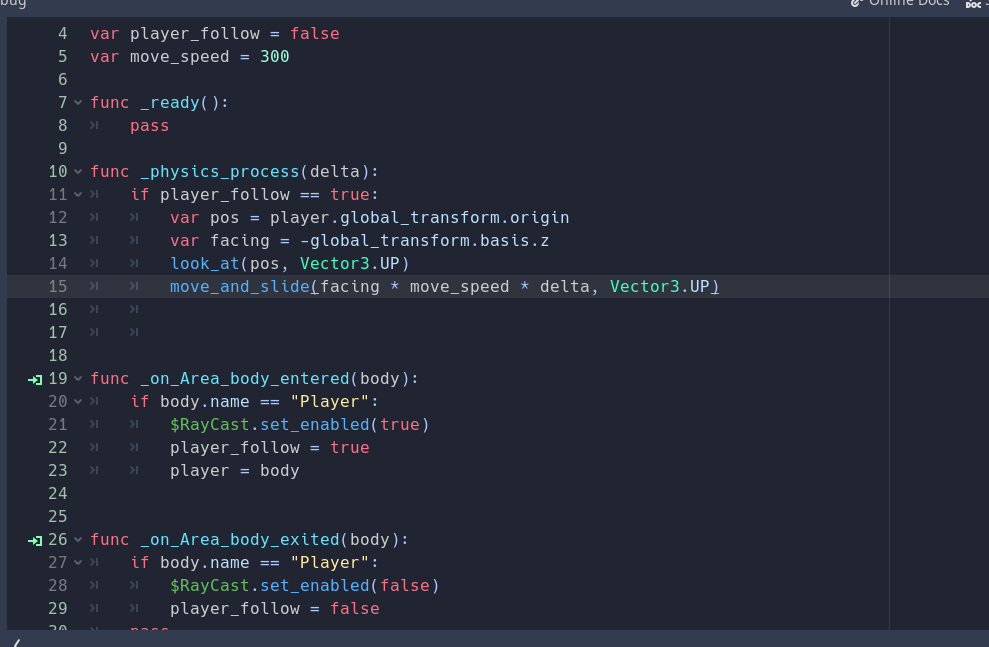 bug Online Docs
4 var player_follow = false
5 var move_speed = 300
6
7 func _ready():
8 pass
9
10 func _physics_process(delta):
11 if player_follow == true:
12 var pos = player.global_transform.origin
13 var facing = -global_transform.basis.z
14 look_at(pos, Vector3.UP)
15 move_and_slide(facing * move_speed * delta, Vector3.UP)
16
17
18
19 func _on_Area_body_entered(body):
20 if body.name == "Player":
21 $RayCast.set_enabled(true)
22 player_follow = true
23 player = body
24
25
26 func _on_Area_body_exited(body):
27 if body.name == "Player":
28 $RayCast.set_enabled(false)
29 player_follow = false
30 pass